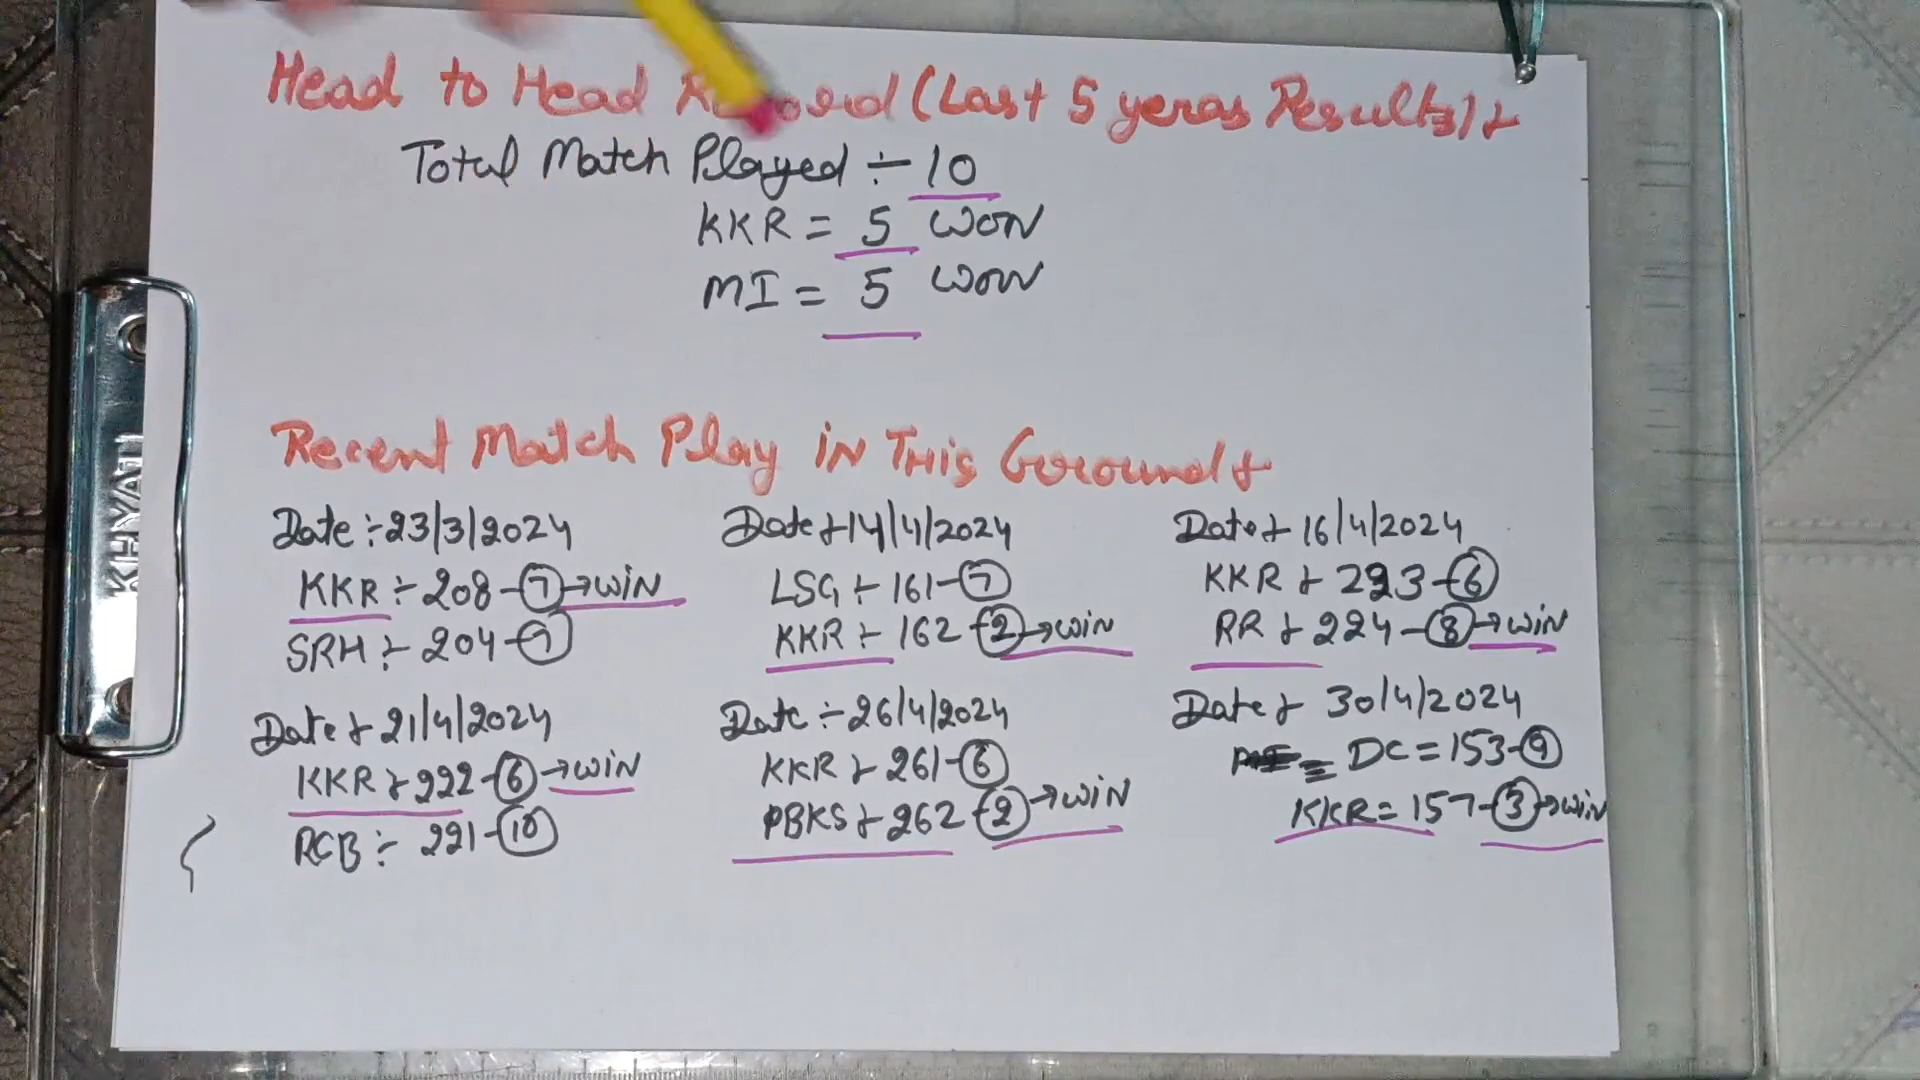 Head to Head Record (Last 5 yeras Results) :-
Total Match Played ÷ 10
KKR = 5 WON
MI = 5 WON
Recent Match Play in This Ground :-
Date :- 23/3/2024
KKR :- 208-7 → WIN
SRH :- 204-7
Date :- 14/4/2024
LSG :- 161-7
KKR :- 162-2 → WIN
Date :- 16/4/2024
KKR :- 223-6
RR :- 224-8 → WIN
Date :- 21/4/2024
KKR :- 222-6 → WIN
RCB :- 221-10
Date :- 26/4/2024
KKR :- 261-6
PBKS :- 262-2 → WIN
Date :- 30/4/2024
DC = 153-9
KKR = 157-3 → WIN
KHYATI